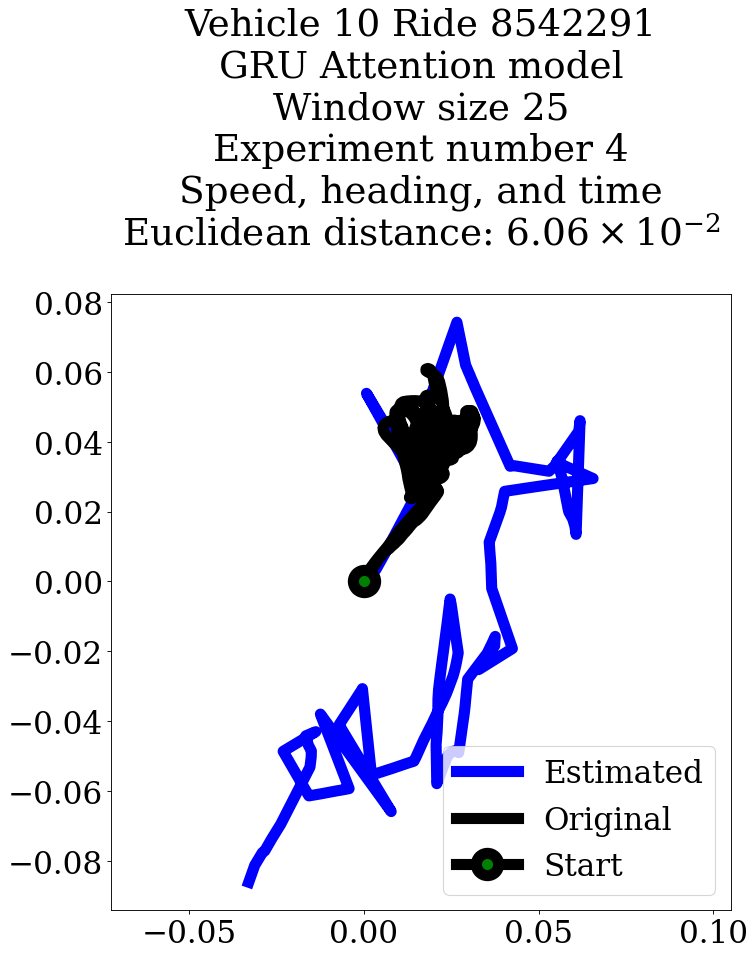 Vehicle 10 Ride 8542291
GRU Attention model
Window size 25
Experiment number 4
Speed, heading, and time
Euclidean distance: 6.06 × 10⁻²
0.08
0.06
0.04
0.02
0.00
−0.02
−0.04
−0.06
−0.08
Estimated
Original
Start
−0.05
0.00
0.05
0.10